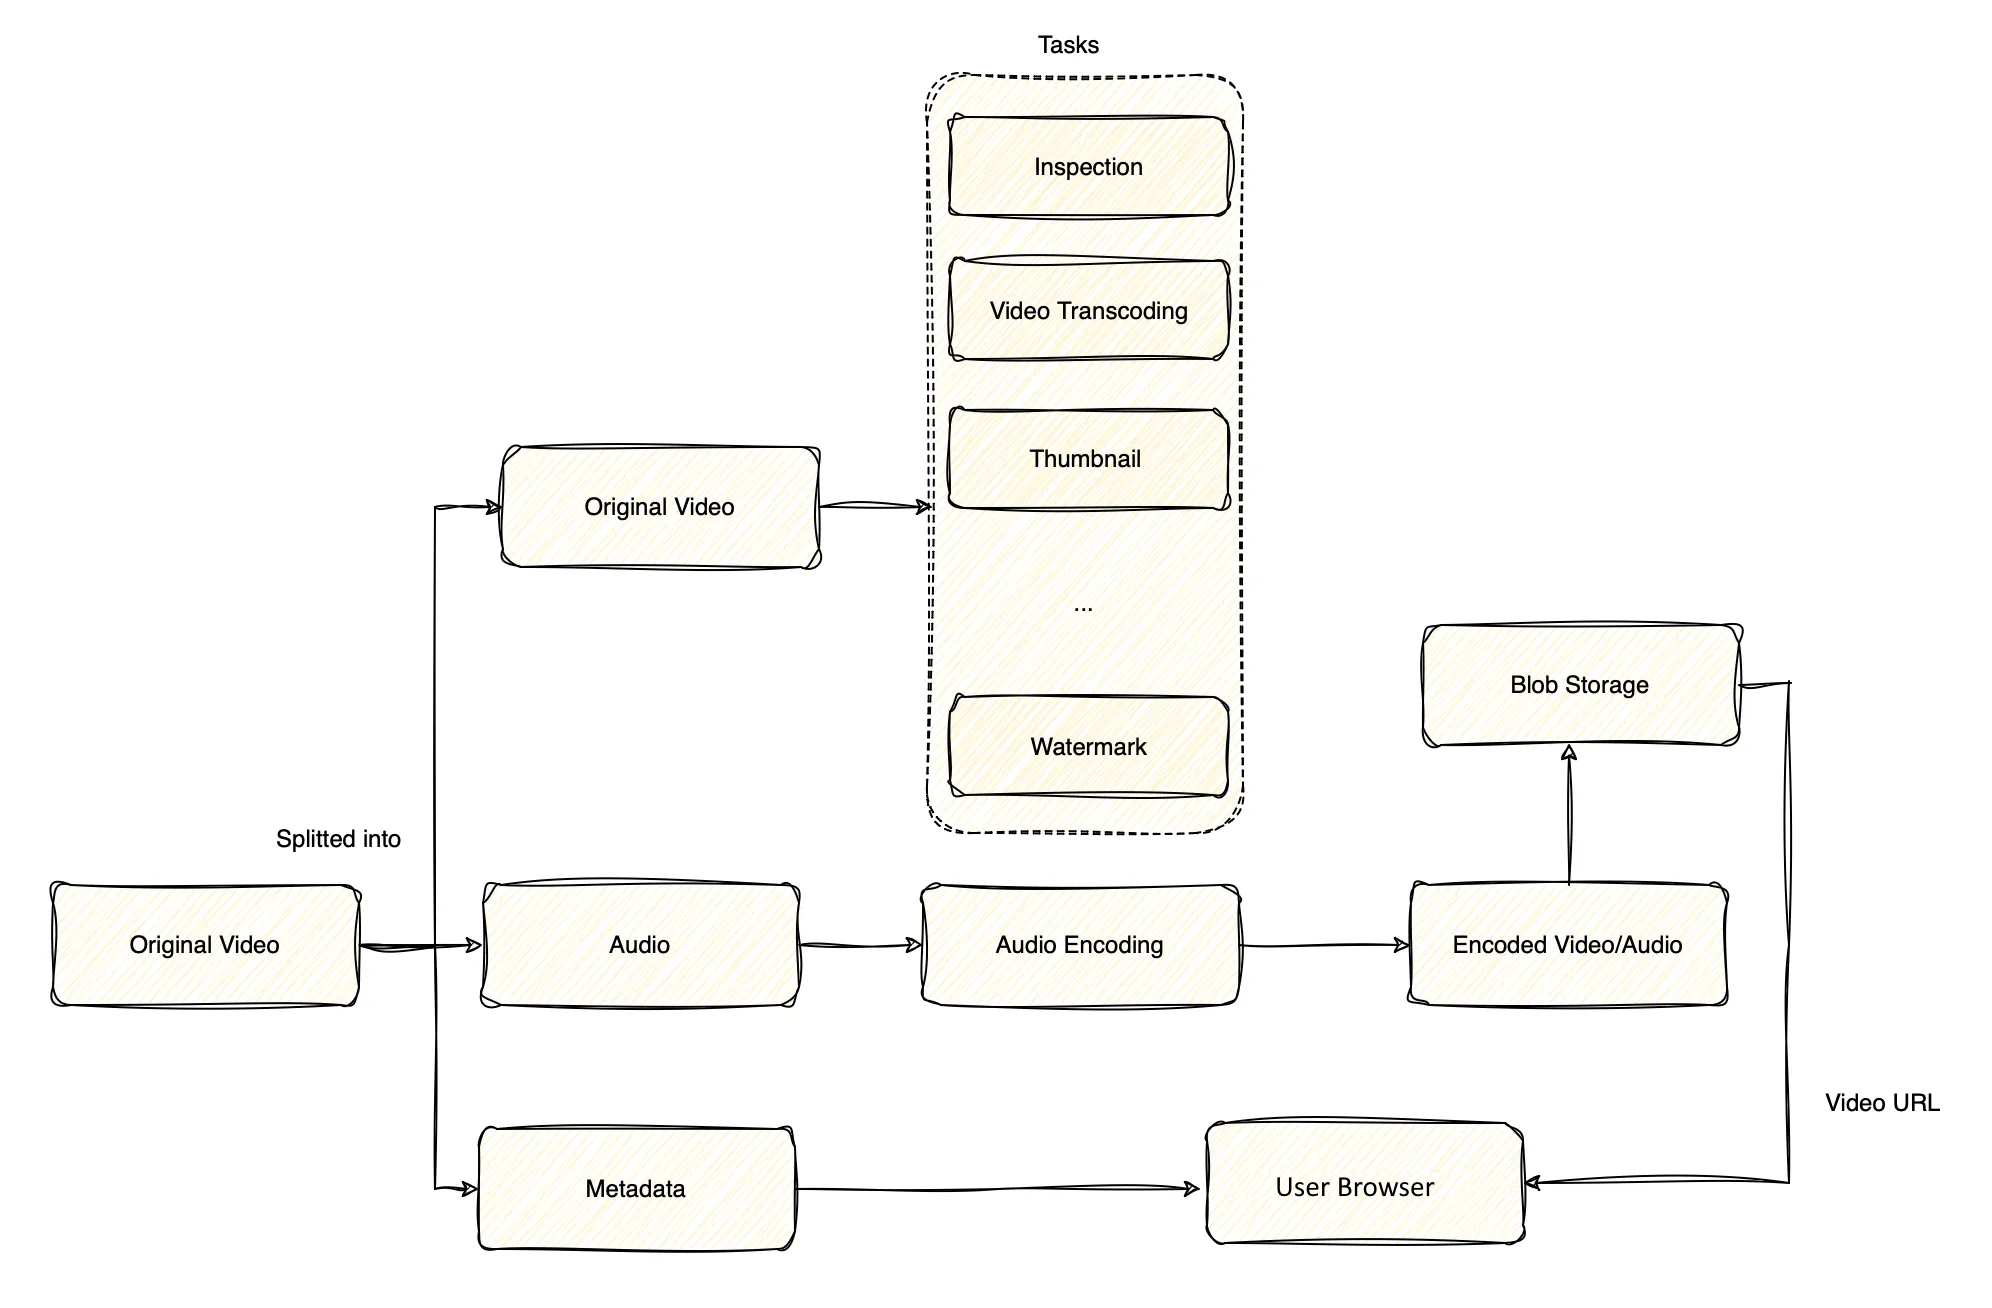 Tasks
Inspection
Video Transcoding
Thumbnail
Original Video
...
Blob Storage
Watermark
Splitted into
Original Video
Audio
Audio Encoding
Encoded Video/Audio
Video URL
Metadata
User Browser